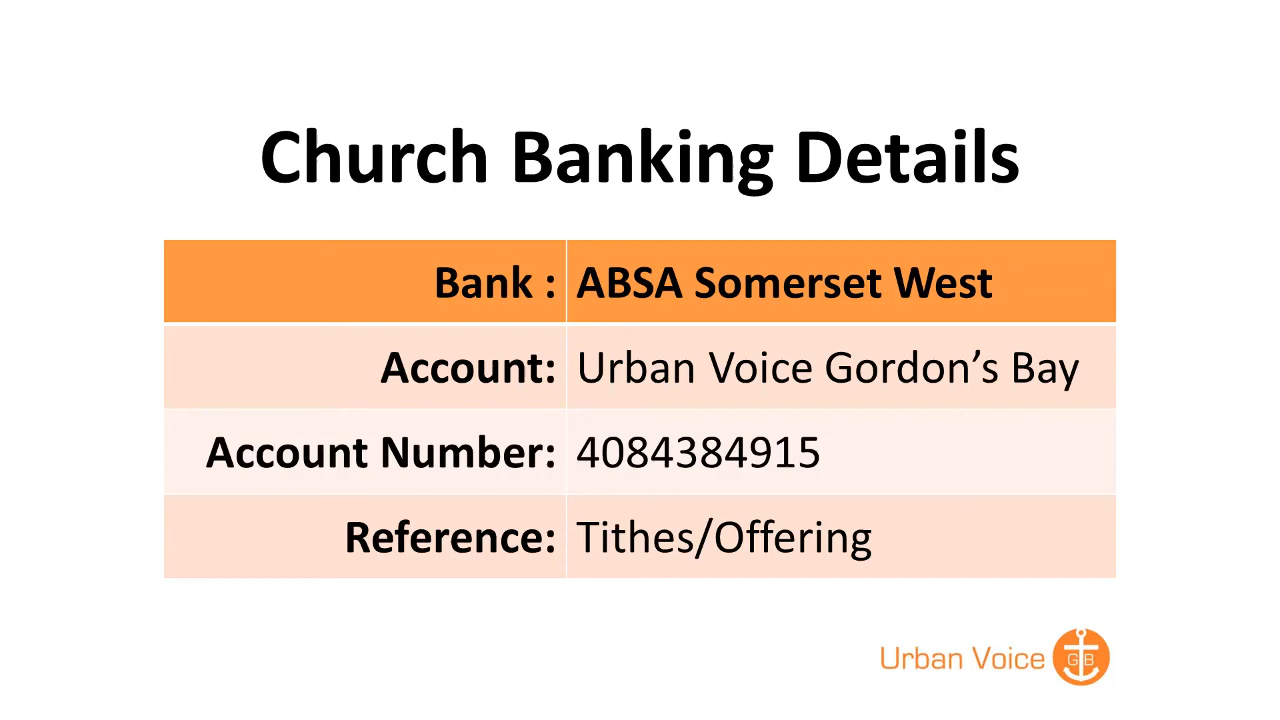 Church Banking Details
Bank : ABSA Somerset West
Account: Urban Voice Gordon’s Bay
Account Number: 4084384915
Reference: Tithes/Offering
Urban Voice GB